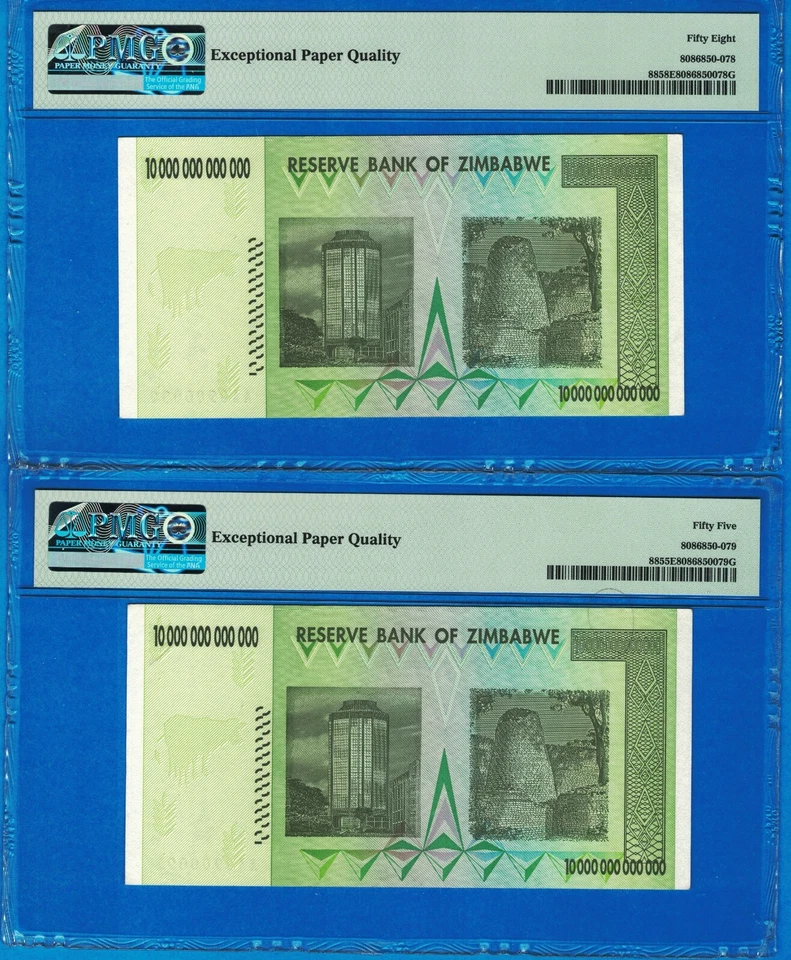 PMG
PAPER MONEY GUARANTY
The Official Grading
Service of the ANA
Exceptional Paper Quality
Fifty Eight
8086850-078
8858E8086850078G
10 000 000 000 000
RESERVE BANK OF ZIMBABWE
10 000 000 000 000
PMG
PAPER MONEY GUARANTY
The Official Grading
Service of the ANA
Exceptional Paper Quality
Fifty Five
8086850-079
8855E8086850079G
10 000 000 000 000
RESERVE BANK OF ZIMBABWE
10 000 000 000 000